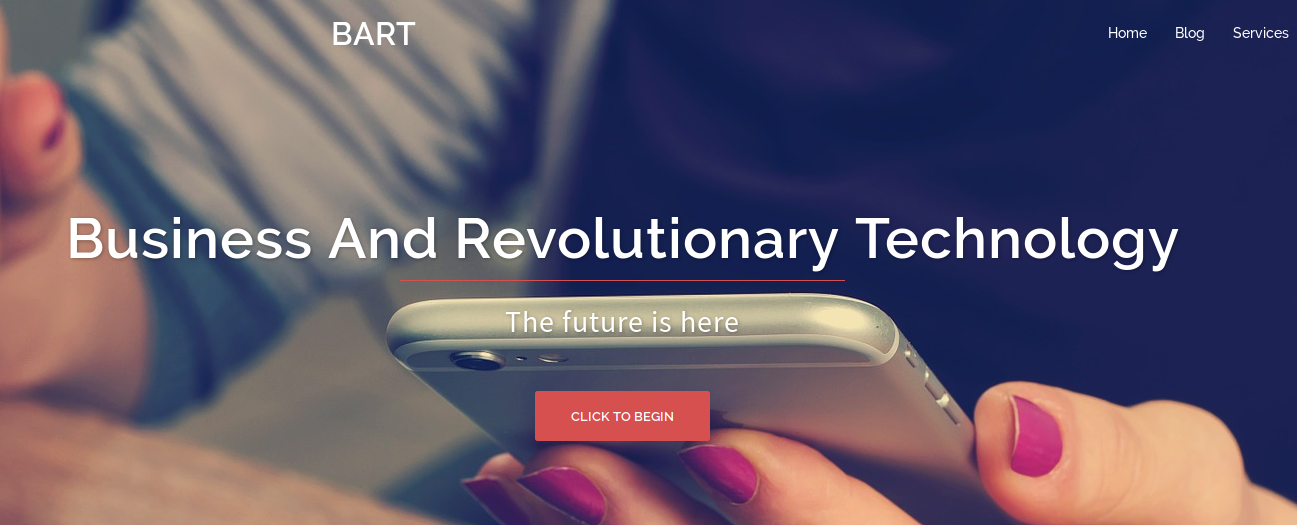 BART
Home Blog Services
Business And Revolutionary Technology
The future is here
CLICK TO BEGIN